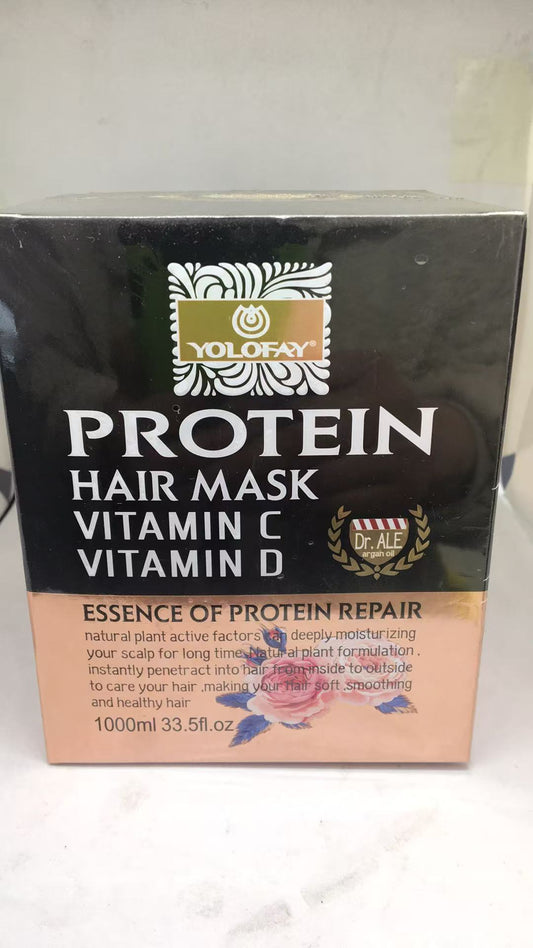 YOLOFAY®
PROTEIN
HAIR MASK
VITAMIN C
VITAMIN D
Dr. ALE
argan oil
ESSENCE OF PROTEIN REPAIR
natural plant active factors can deeply moisturizing
your scalp for long time. Natural plant formulation .
instantly penetract into hair from inside to outside
to care your hair .making your hair soft .smoothing
and healthy hair
1000ml 33.5fl.oz